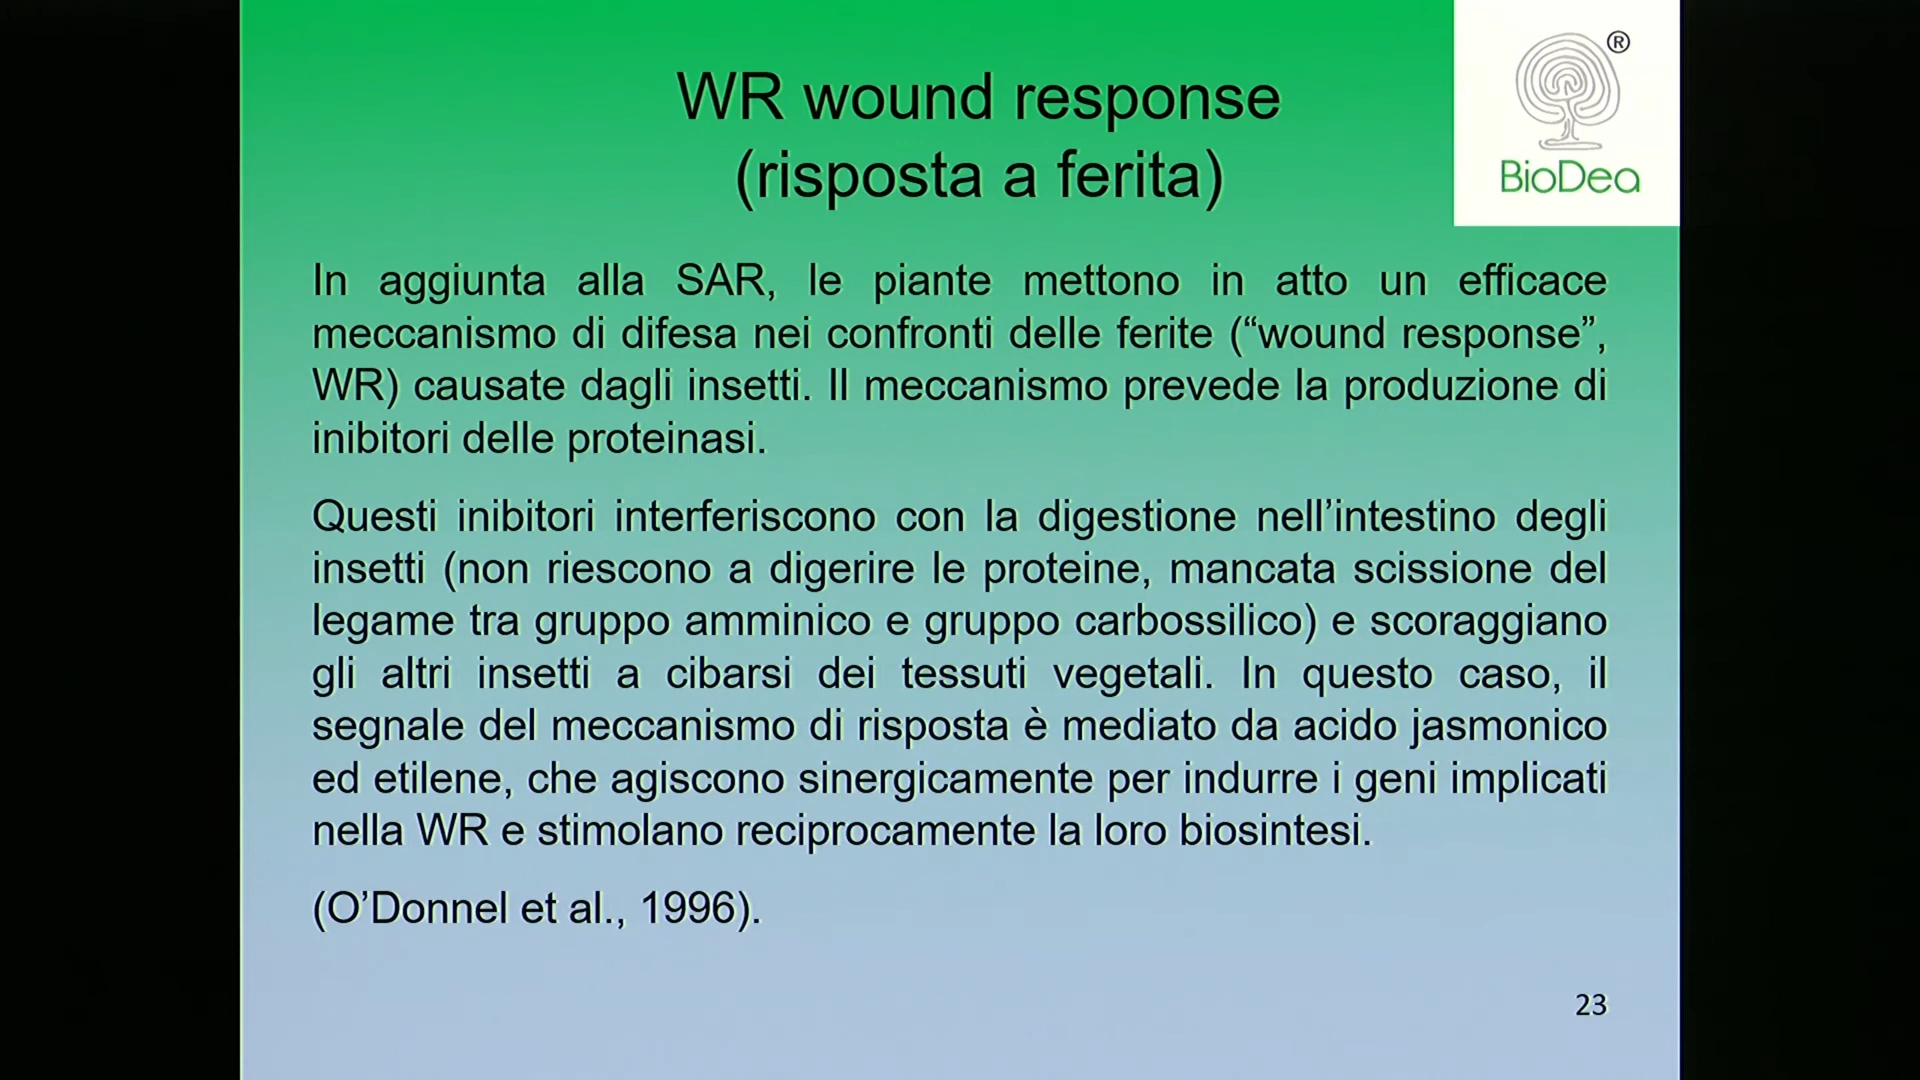 WR wound response
(risposta a ferita)
®
BioDea
In aggiunta alla SAR, le piante mettono in atto un efficace
meccanismo di difesa nei confronti delle ferite (“wound response”,
WR) causate dagli insetti. Il meccanismo prevede la produzione di
inibitori delle proteinasi.
Questi inibitori interferiscono con la digestione nell’intestino degli
insetti (non riescono a digerire le proteine, mancata scissione del
legame tra gruppo amminico e gruppo carbossilico) e scoraggiano
gli altri insetti a cibarsi dei tessuti vegetali. In questo caso, il
segnale del meccanismo di risposta è mediato da acido jasmonico
ed etilene, che agiscono sinergicamente per indurre i geni implicati
nella WR e stimolano reciprocamente la loro biosintesi.
(O’Donnel et al., 1996).
23